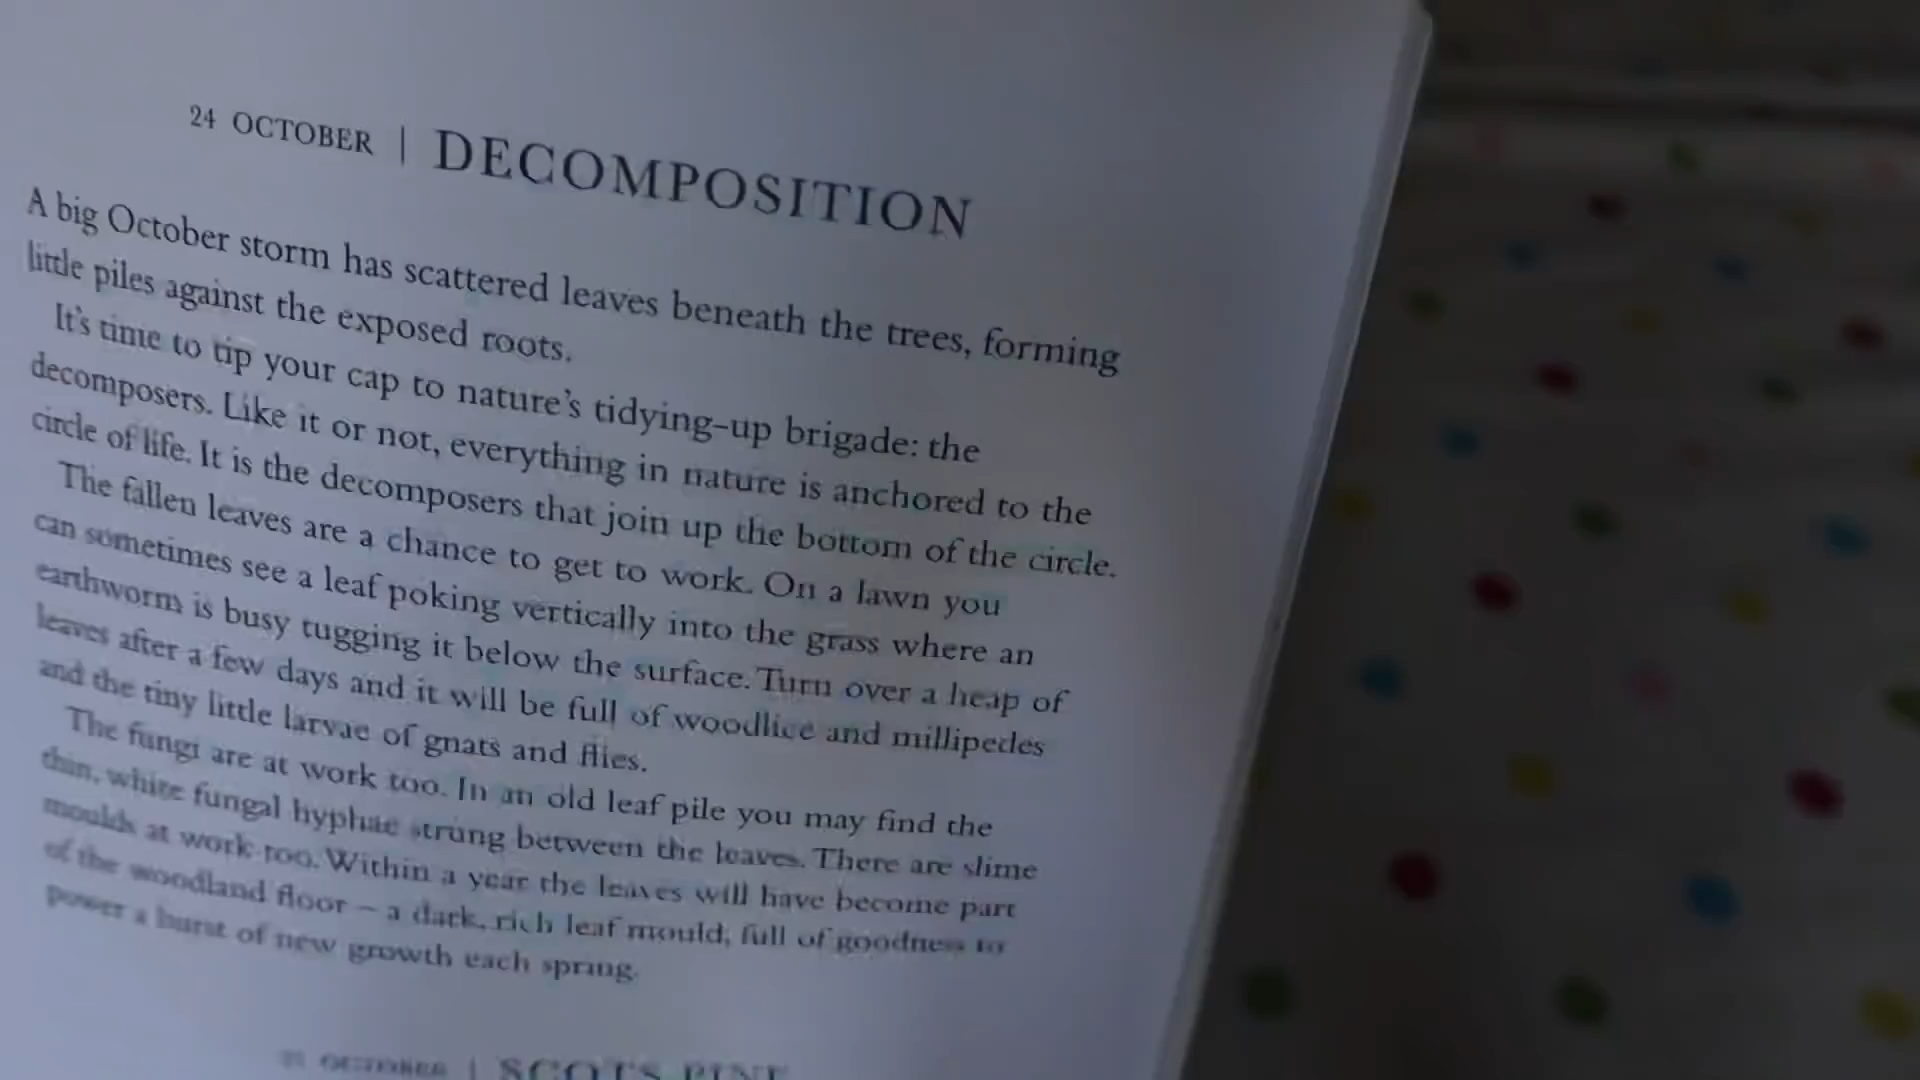 24 OCTOBER | DECOMPOSITION
A big October storm has scattered leaves beneath the trees, forming
little piles against the exposed roots.
It's time to tip your cap to nature's tidying-up brigade: the
decomposers. Like it or not, everything in nature is anchored to the
circle of life. It is the decomposers that join up the bottom of the circle.
The fallen leaves are a chance to get to work. On a lawn you
can sometimes see a leaf poking vertically into the grass where an
earthworm is busy tugging it below the surface. Turn over a heap of
leaves after a few days and it will be full of woodlice and millipedes
and the tiny little larvae of gnats and flies.
The fungi are at work too. In an old leaf pile you may find the
thin, white fungal hyphae strung between the leaves. There are slime
moulds at work too. Within a year the leaves will have become part
of the woodland floor – a dark, rich leaf mould, full of goodness to
power a burst of new growth each spring.
OCTOBER | SCOTS PINE